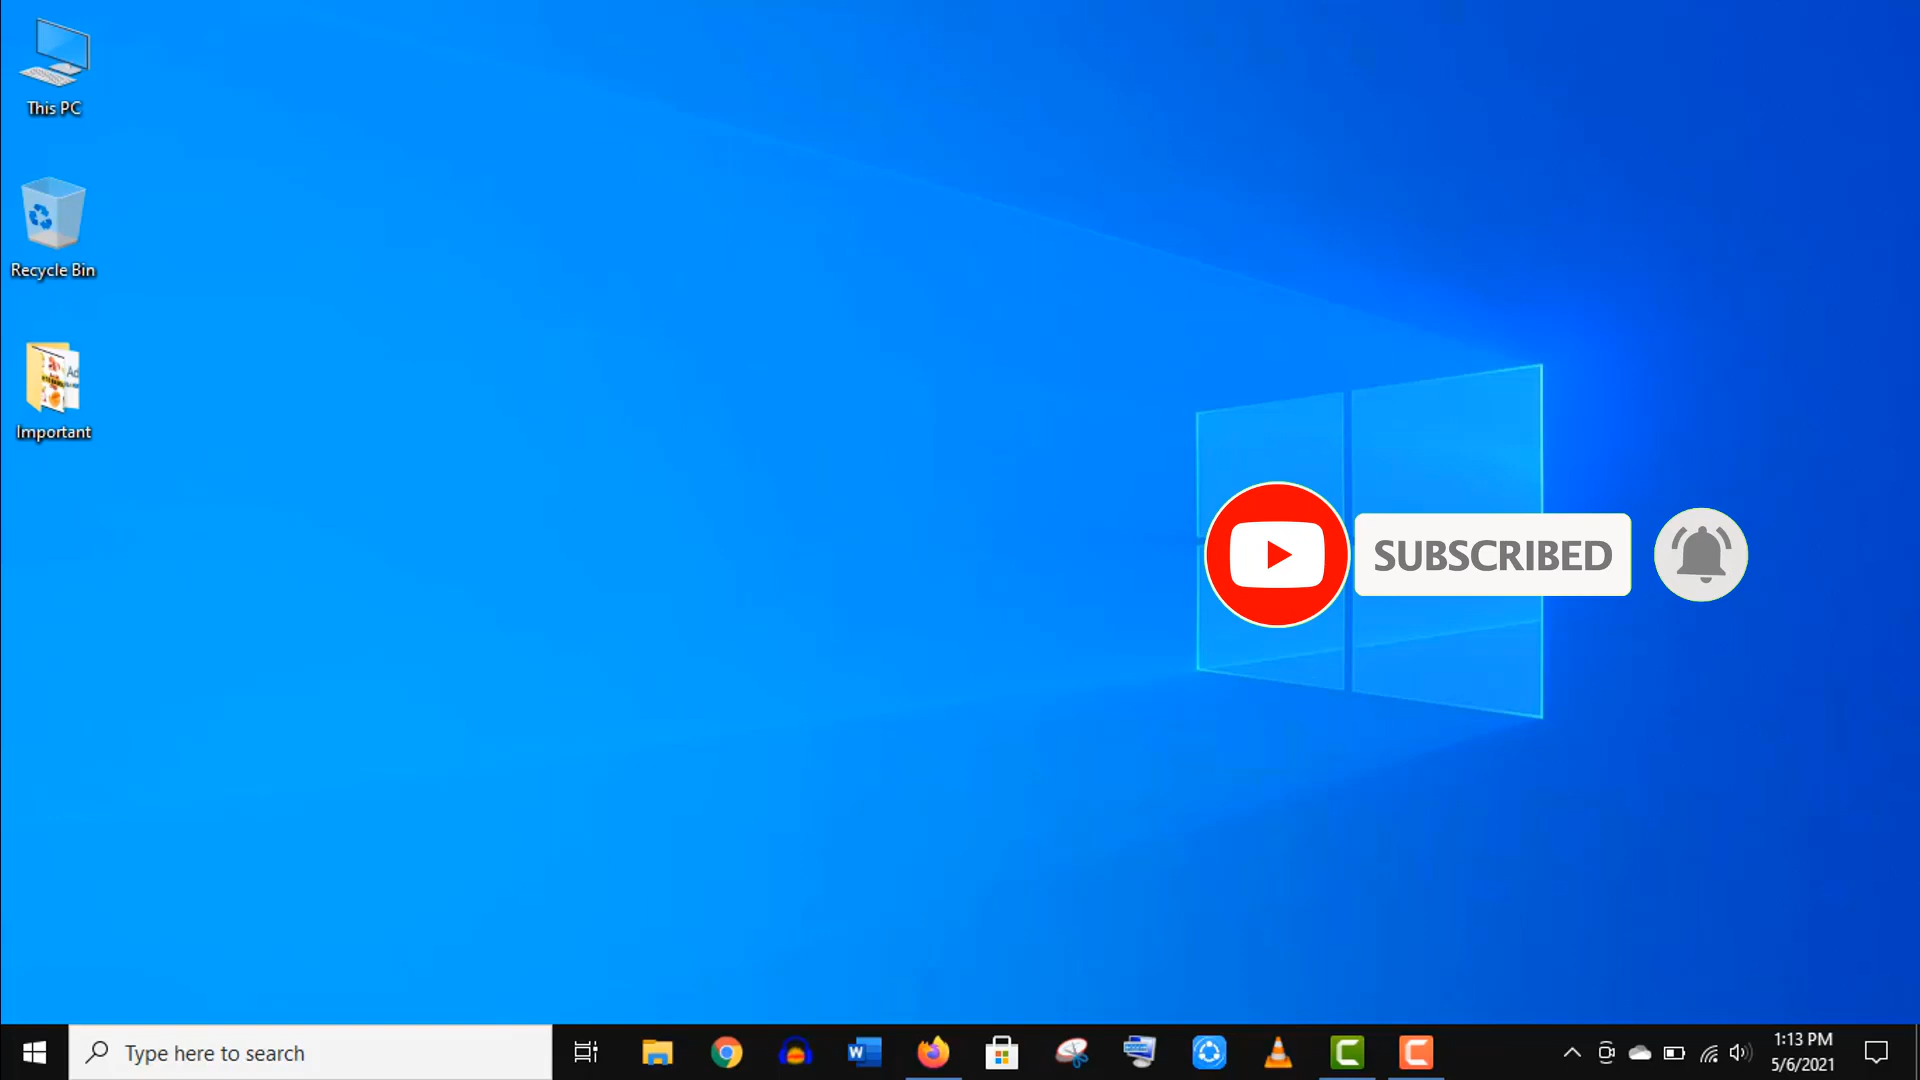 This PC
Recycle Bin
Important
SUBSCRIBED
Type here to search
1:13 PM
5/6/2021